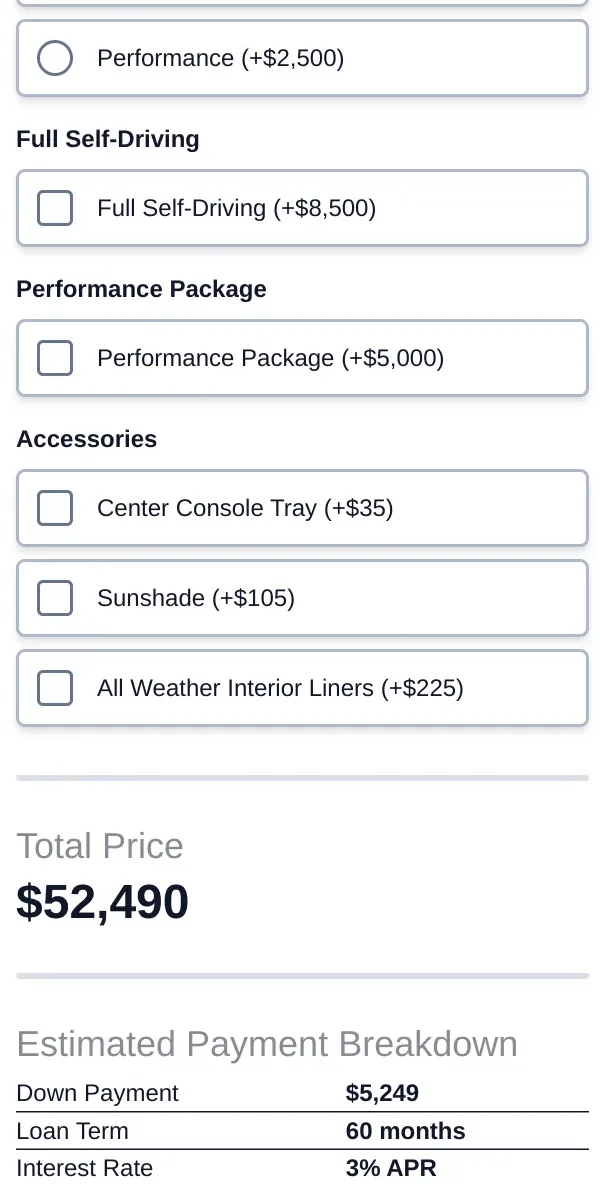 Performance (+$2,500)
Full Self-Driving
Full Self-Driving (+$8,500)
Performance Package
Performance Package (+$5,000)
Accessories
Center Console Tray (+$35)
Sunshade (+$105)
All Weather Interior Liners (+$225)
Total Price
$52,490
Estimated Payment Breakdown
Down Payment $5,249
Loan Term 60 months
Interest Rate 3% APR